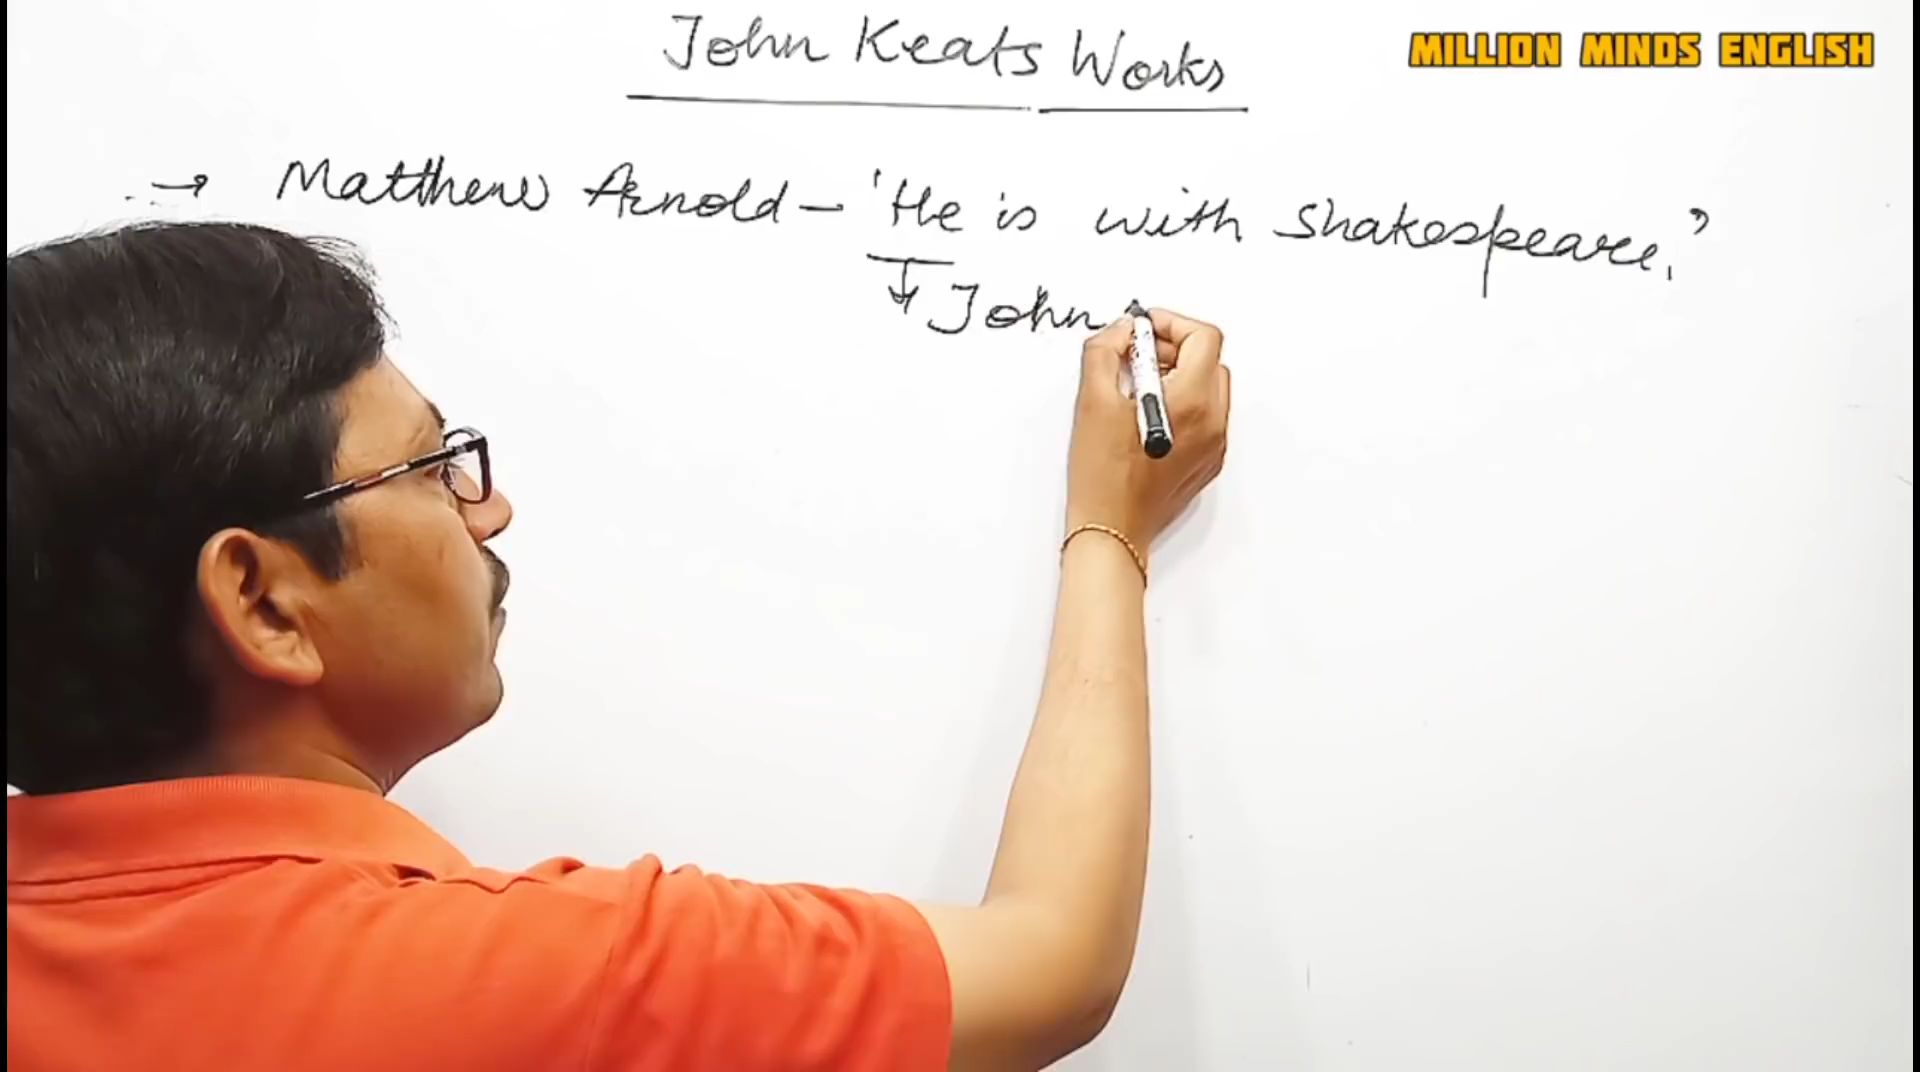 John Keats Works
MILLION MINDS ENGLISH
→ Matthew Arnold - 'He is with Shakespeare.'
John